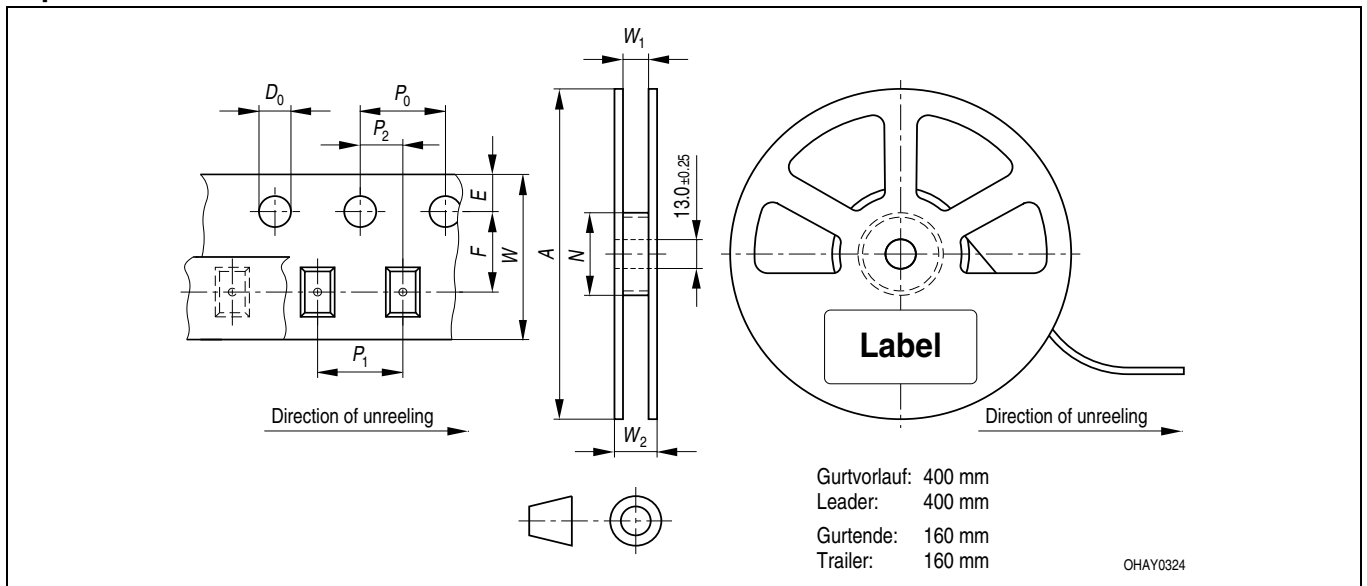 W1
D0
P0
P2
E
F
W
A
N
13.0 ±0.25
Label
P1
Direction of unreeling
W2
Direction of unreeling
Gurtvorlauf: 400 mm
Leader: 400 mm
Gurtende: 160 mm
Trailer: 160 mm
OHAY0324